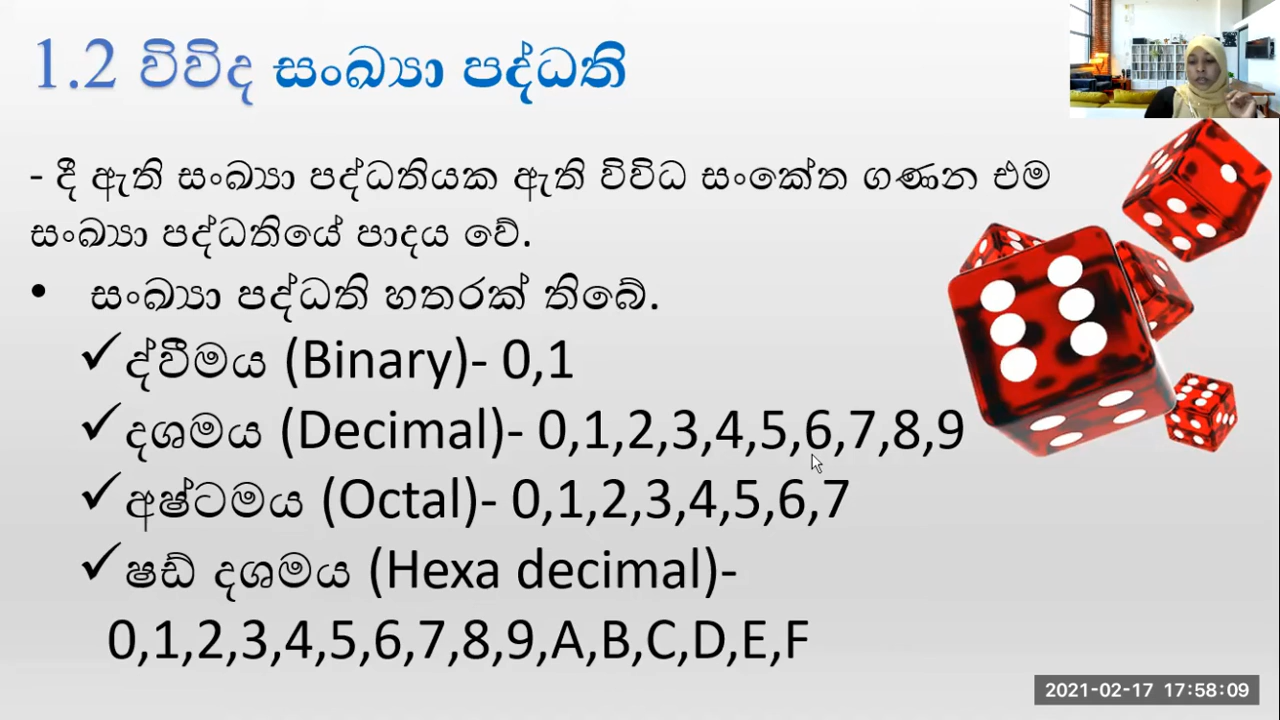 1.2 විවිද සංඛ්‍යා පද්ධති
- දී ඇති සංඛ්‍යා පද්ධතියක ඇති විවිධ සංකේත ගණන එම
සංඛ්‍යා පද්ධතියේ පාදය වේ.
• සංඛ්‍යා පද්ධති හතරක් තිබේ.
✓ද්වීමය (Binary)- 0,1
✓දශමය (Decimal)- 0,1,2,3,4,5,6,7,8,9
✓අෂ්ටමය (Octal)- 0,1,2,3,4,5,6,7
✓ෂඩ් දශමය (Hexa decimal)-
0,1,2,3,4,5,6,7,8,9,A,B,C,D,E,F
2021-02-17 17:58:09